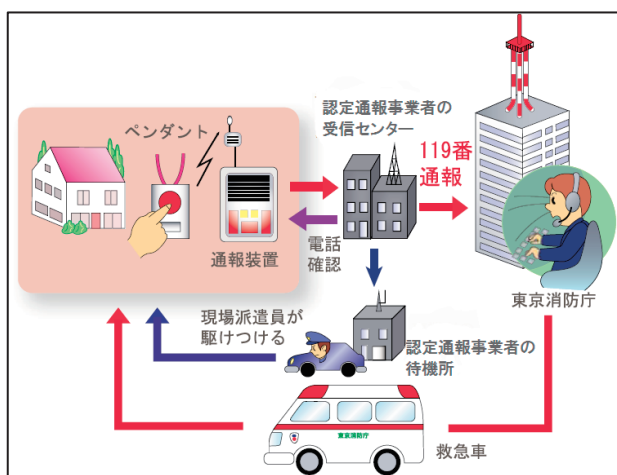 認定通報事業者の
受信センター
ペンダント
119番
通報
通報装置
電話
確認
東京消防庁
現場派遣員が
駆けつける
認定通報事業者の
待機所
東京消防庁
救急車